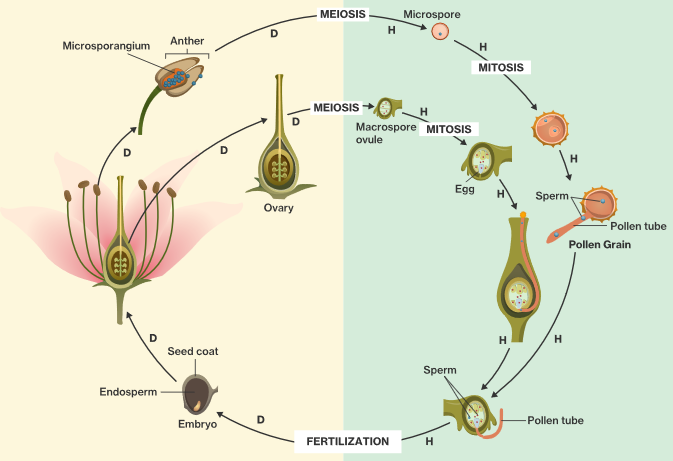 MEIOSIS
Microspore
D
H
Anther
Microsporangium
H
MITOSIS
MEIOSIS
D
H
Macrospore
ovule
MITOSIS
D
D
H
Egg
H
Sperm
Ovary
Pollen tube
Pollen Grain
D
H
H
Seed coat
Sperm
Endosperm
Embryo
D
Pollen tube
FERTILIZATION
H